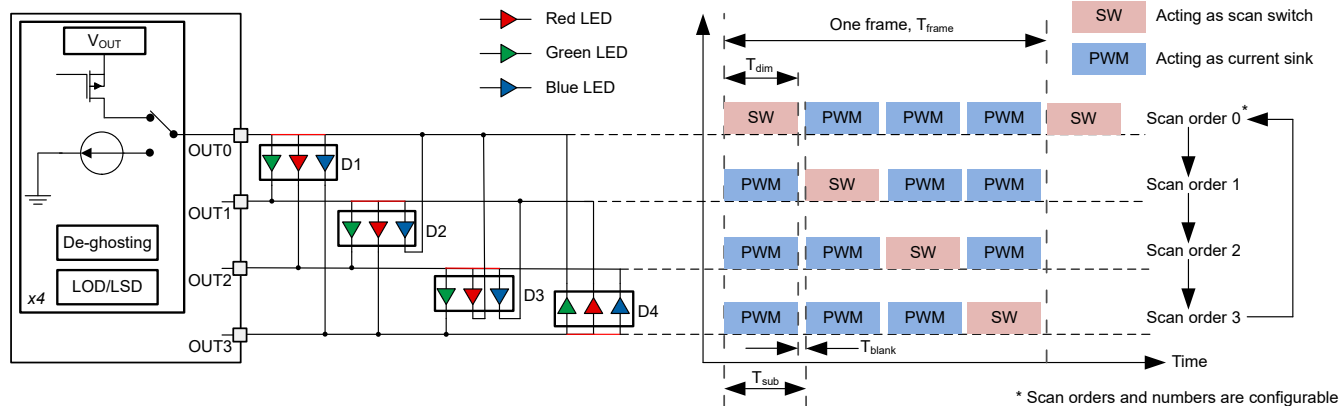 VOUT
OUT0
OUT1
OUT2
OUT3
De-ghosting
LOD/LSD
x4
Red LED
Green LED
Blue LED
D1
D2
D3
D4
One frame, Tframe
Tdim
SW
Acting as scan switch
PWM
Acting as current sink
SW PWM PWM PWM SW
Scan order 0*
PWM SW PWM PWM
Scan order 1
PWM PWM SW PWM
Scan order 2
PWM PWM PWM SW
Scan order 3
Tblank
Time
Tsub
* Scan orders and numbers are configurable